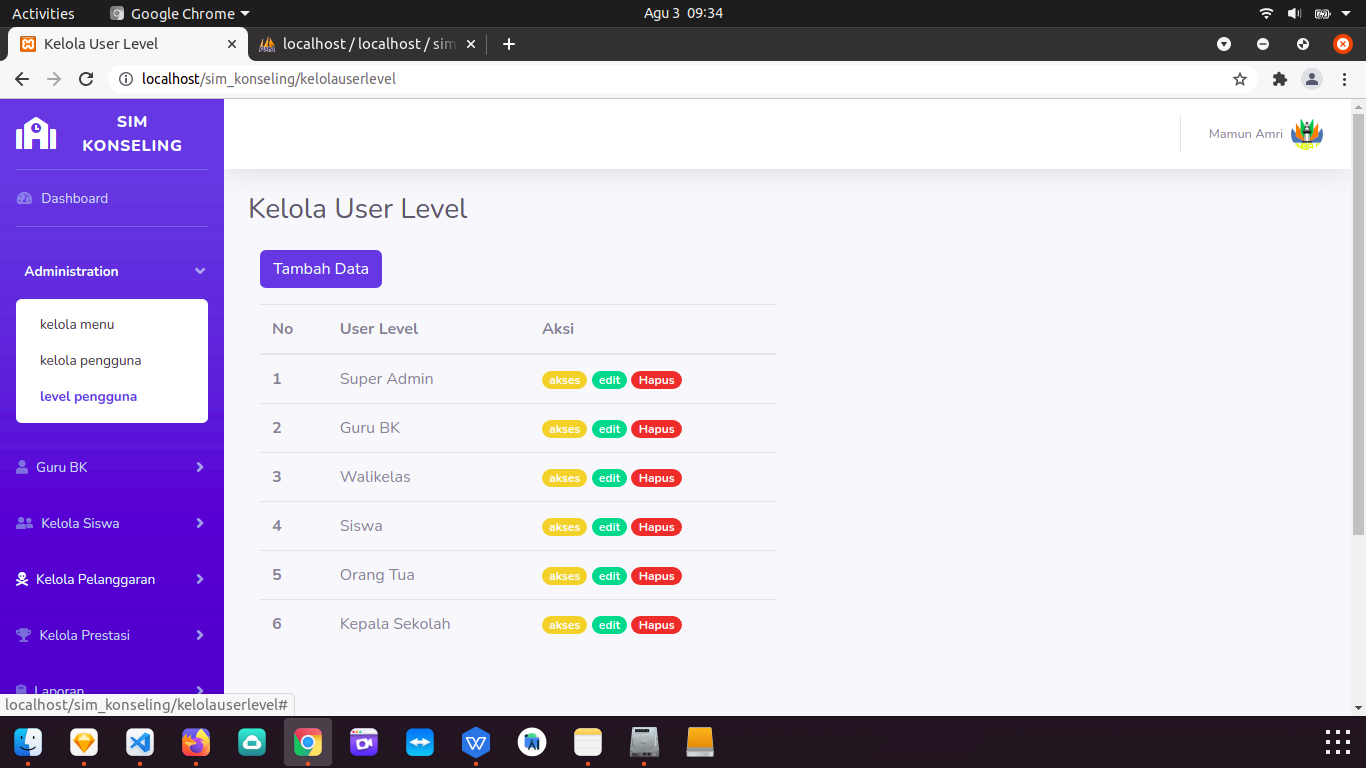 Activities
Google Chrome
Agu 3 09:34
Kelola User Level
localhost / localhost / sim
localhost/sim_konseling/kelolauserlevel
SIM
KONSELING
Mamun Amri
Dashboard
Kelola User Level
Administration
Tambah Data
kelola menu
kelola pengguna
level pengguna
No User Level Aksi
1 Super Admin akses edit Hapus
2 Guru BK akses edit Hapus
3 Walikelas akses edit Hapus
4 Siswa akses edit Hapus
5 Orang Tua akses edit Hapus
6 Kepala Sekolah akses edit Hapus
Guru BK
Kelola Siswa
Kelola Pelanggaran
Kelola Prestasi
Laporan
localhost/sim_konseling/kelolauserlevel#